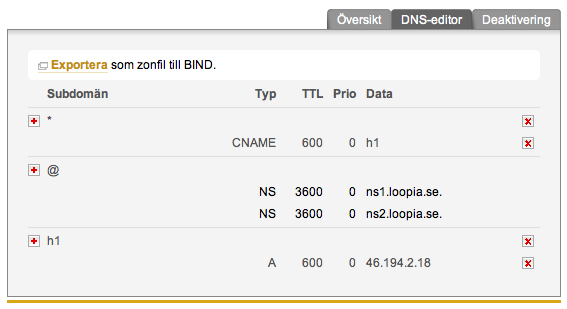 Översikt DNS-editor Deaktivering
Exportera som zonfil till BIND.
Subdomän Typ TTL Prio Data
*
CNAME 600 0 h1
@
NS 3600 0 ns1.loopia.se.
NS 3600 0 ns2.loopia.se.
h1
A 600 0 46.194.2.18